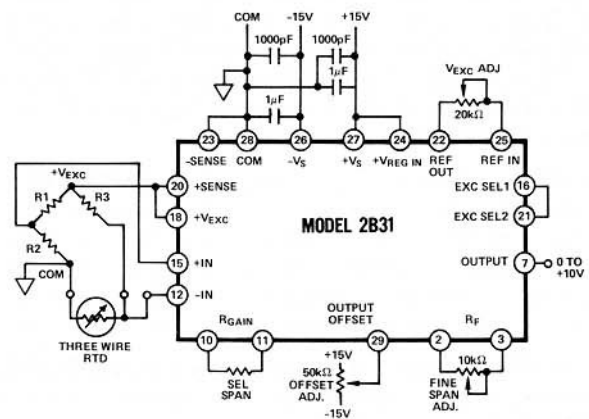 COM −15V +15V
1000pF 1000pF
1μF
1μF
VEXC ADJ
20kΩ
23 28 26 27 24 22 25
−SENSE COM −VS +VS +VREG IN REF OUT REF IN
+VEXC
R1 R3
R2
COM
THREE WIRE
RTD
20 +SENSE
18 +VEXC
15 +IN
12 −IN
MODEL 2B31
EXC SEL1 16
EXC SEL2 21
OUTPUT 7 0 TO
+10V
RGAIN
OUTPUT
OFFSET
RF
10 11 29 2 3
SEL
SPAN
+15V
50kΩ
OFFSET
ADJ.
−15V
10kΩ
FINE
SPAN
ADJ.